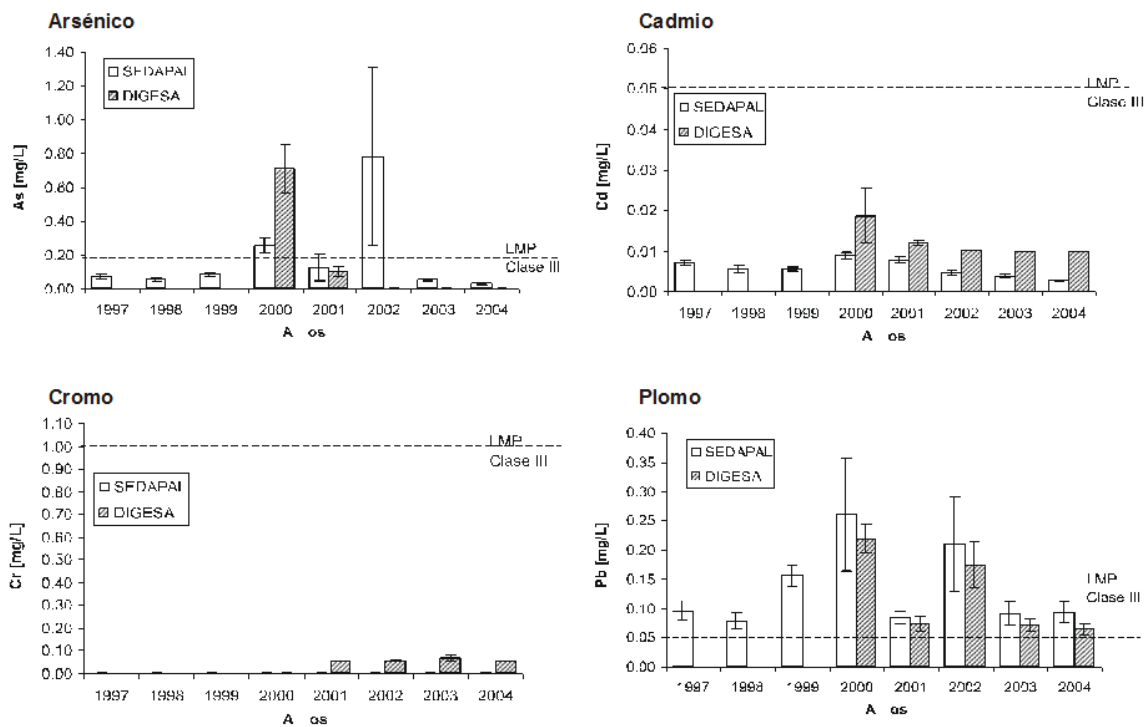 Arsénico
1.40
1.20
1.00
0.80
0.60
0.40
0.20
0.00
As [mg/L]
SEDAPAL
DIGESA
LMP
Clase III
1997 1998 1999 2000 2001 2002 2003 2004
A os
Cadmio
0.06
0.05
0.04
0.03
0.02
0.01
0.00
Cd [mg/L]
SEDAPAL
DIGESA
LMP
Clase III
1997 1998 1999 2000 2001 2002 2003 2004
A os
Cromo
1.10
1.00
0.90
0.80
0.70
0.60
0.50
0.40
0.30
0.20
0.10
0.00
Cr [mg/L]
SEDAPAL
DIGESA
LMP
Clase III
1997 1998 1999 2000 2001 2002 2003 2004
A os
Plomo
0.40
0.35
0.30
0.25
0.20
0.15
0.10
0.05
0.00
Pb [mg/L]
SEDAPAL
DIGESA
LMP
Clase III
1997 1998 1999 2000 2001 2002 2003 2004
A os